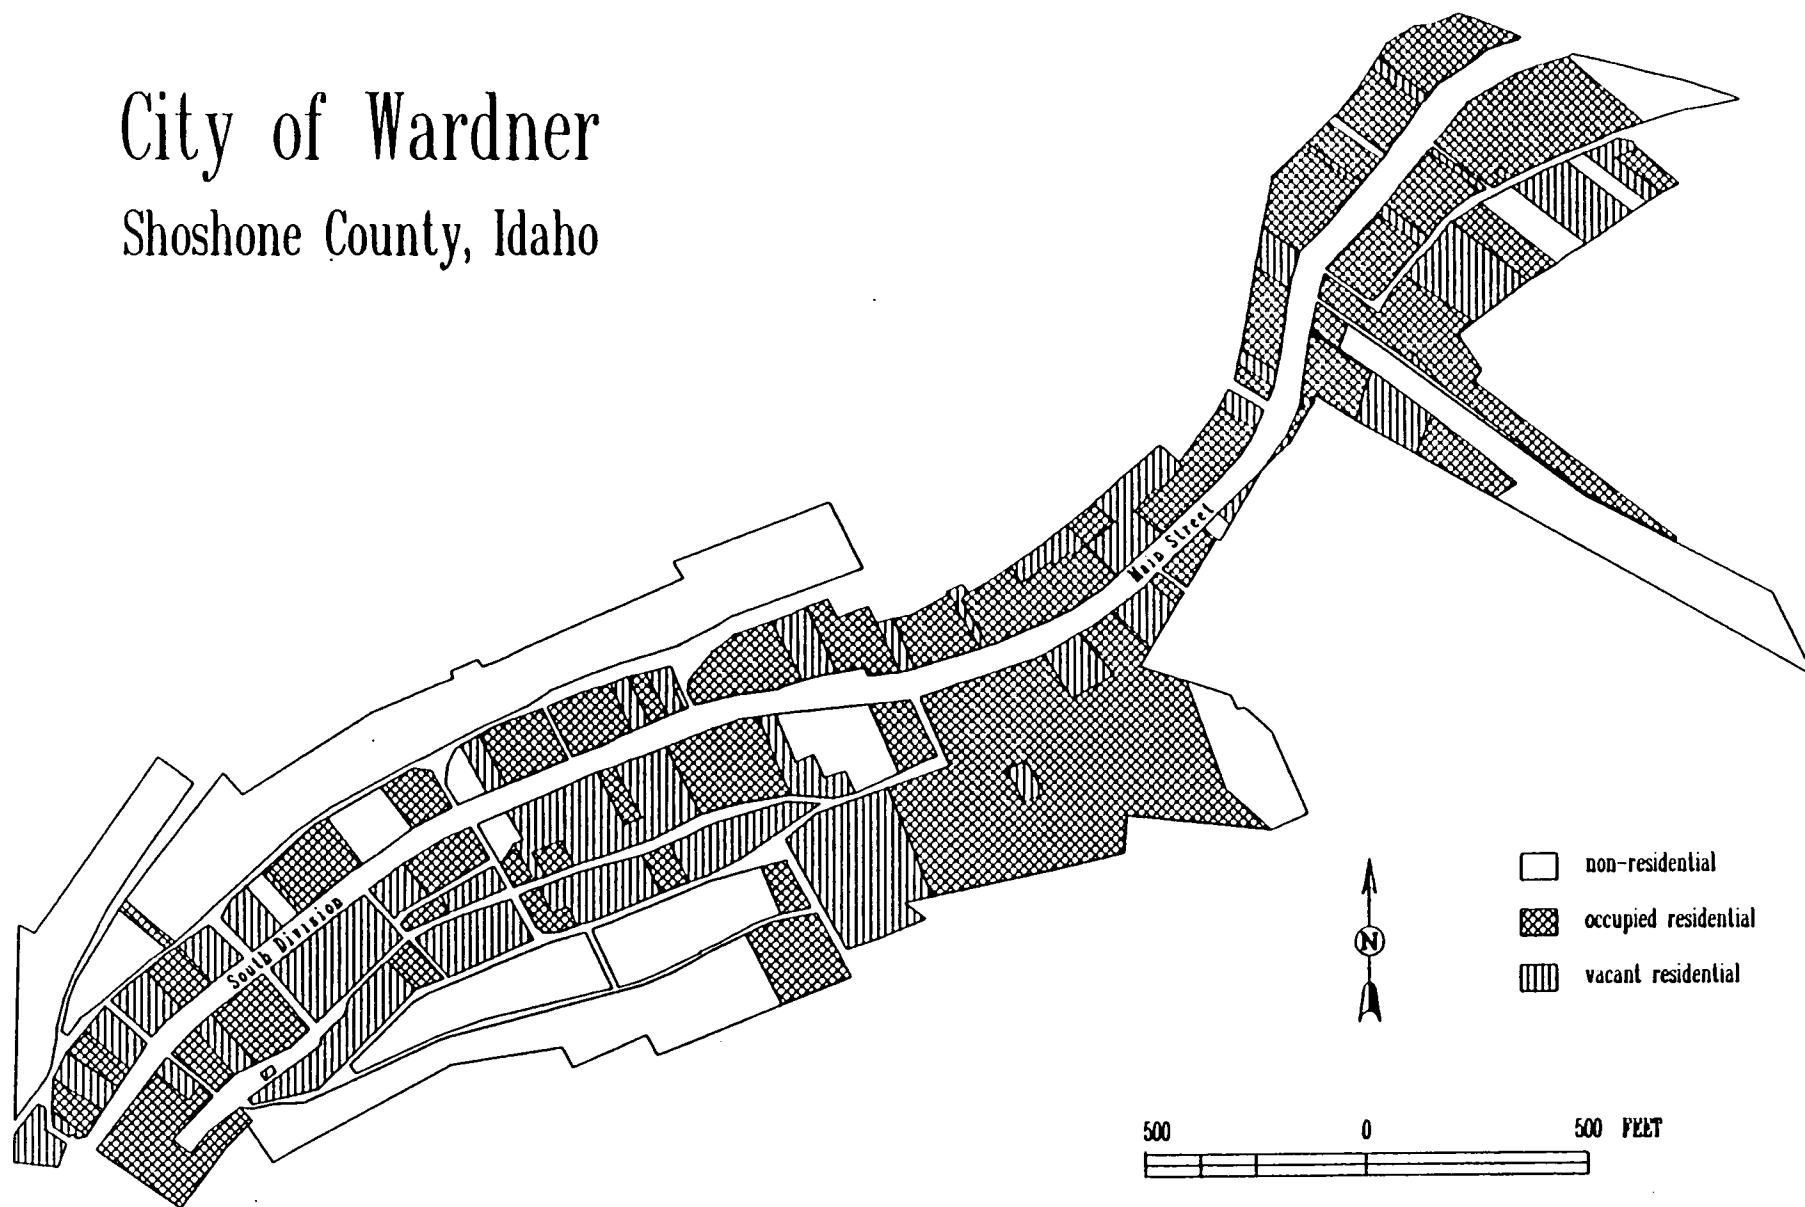 City of Wardner
Shoshone County, Idaho
Main Street
South Division
non-residential
occupied residential
vacant residential
N
500 0 500 FEET